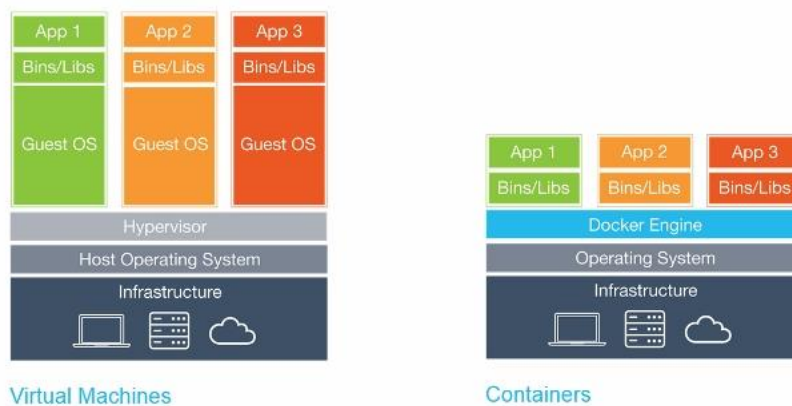 App 1
App 2
App 3
Bins/Libs
Bins/Libs
Bins/Libs
Guest OS
Guest OS
Guest OS
Hypervisor
Host Operating System
Infrastructure
Virtual Machines
App 1
App 2
App 3
Bins/Libs
Bins/Libs
Bins/Libs
Docker Engine
Operating System
Infrastructure
Containers